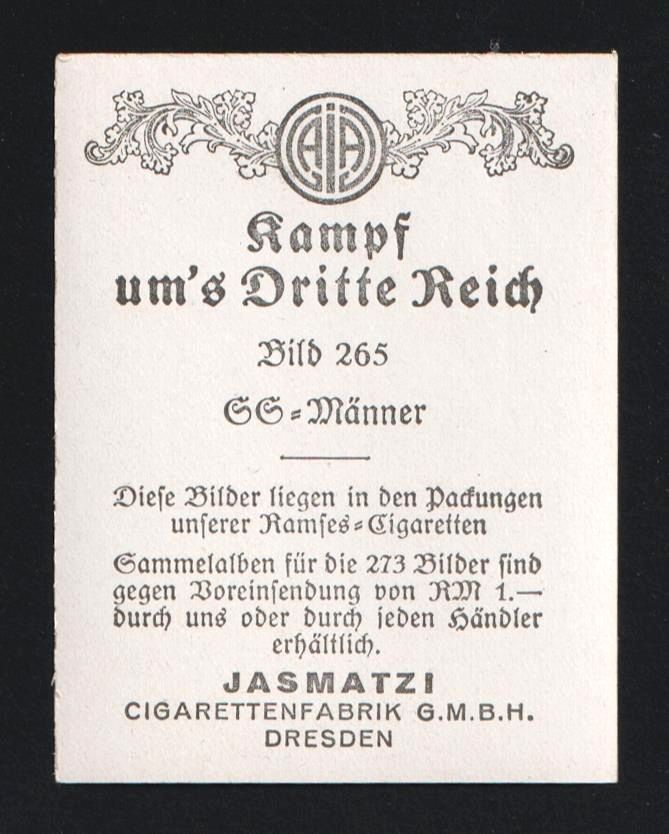 AIA
Kampf
um's Dritte Reich
Bild 265
SS-Männer
Diese Bilder liegen in den Packungen
unserer Ramses-Cigaretten
Sammelalben für die 273 Bilder sind
gegen Voreinsendung von RM 1.—
durch uns oder durch jeden Händler
erhältlich.
JASMATZI
CIGARETTENFABRIK G.M.B.H.
DRESDEN